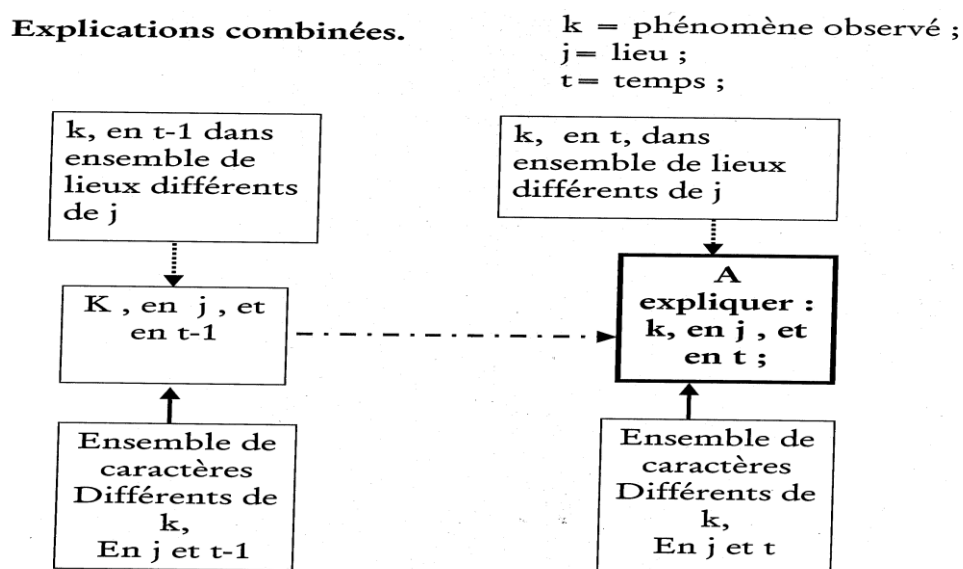 Explications combinées.
k = phénomène observé ;
j= lieu ;
t= temps ;
k, en t-1 dans
ensemble de
lieux différents
de j
k, en t, dans
ensemble de lieux
différents de j
K , en j , et
en t-1
A
expliquer :
k, en j , et
en t ;
Ensemble de
caractères
Différents de
k,
En j et t-1
Ensemble de
caractères
Différents de
k,
En j et t